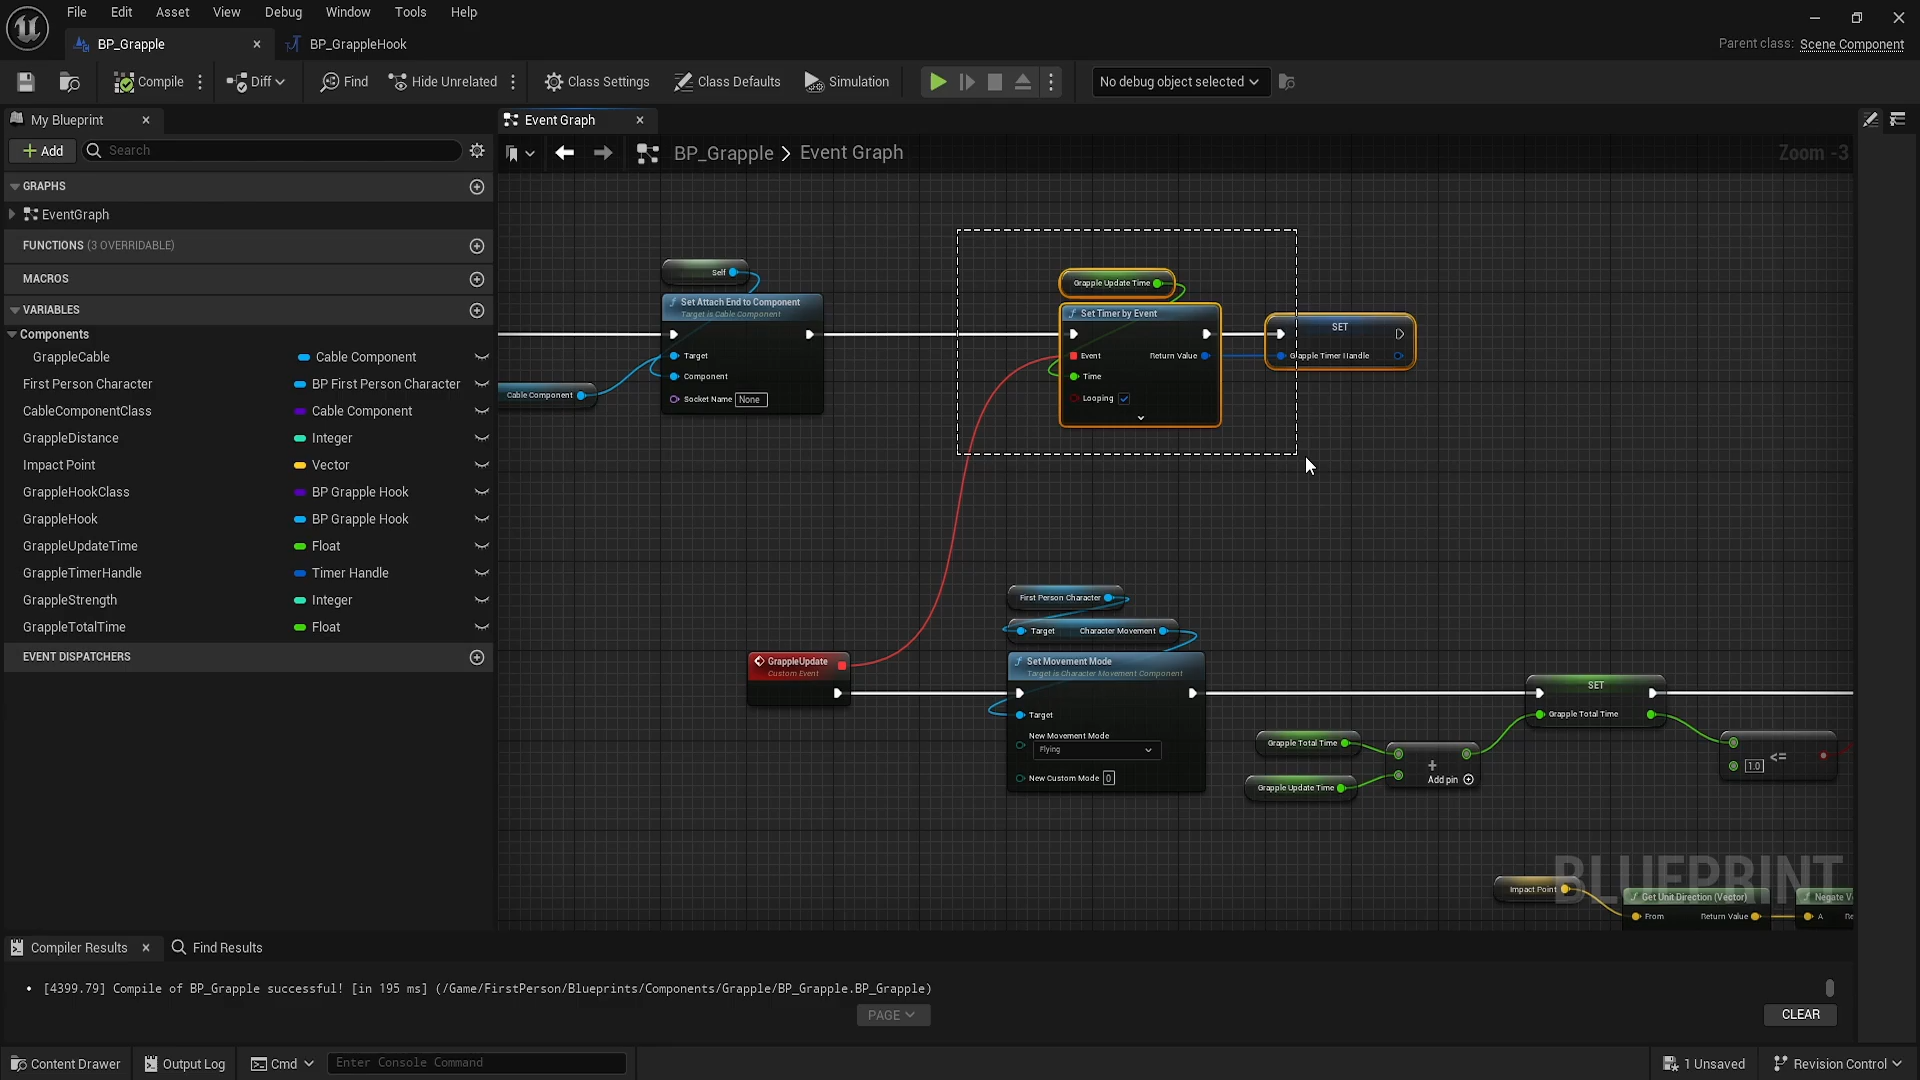 File Edit Asset View Debug Window Tools Help
BP_Grapple
BP_GrappleHook
Parent class: Scene Component
Compile
Diff
Find
Hide Unrelated
Class Settings
Class Defaults
Simulation
No debug object selected
My Blueprint
Event Graph
Add
Search
BP_Grapple > Event Graph
Zoom -3
GRAPHS
EventGraph
FUNCTIONS (3 OVERRIDABLE)
MACROS
VARIABLES
Components
GrappleCable Cable Component
First Person Character BP First Person Character
CableComponentClass Cable Component
GrappleDistance Integer
Impact Point Vector
GrappleHookClass BP Grapple Hook
GrappleHook BP Grapple Hook
GrappleUpdateTime Float
GrappleTimerHandle Timer Handle
GrappleStrength Integer
GrappleTotalTime Float
EVENT DISPATCHERS
Self
Set Attach End to Component
Target is Cable Component
Target
Component
Socket Name None
Cable Component
Grapple Update Time
Set Timer by Event
Event Return Value
Time
Looping
SET
Grapple Timer Handle
First Person Character
Target Character Movement
GrappleUpdate
Custom Event
Set Movement Mode
Target is Character Movement Component
Target
New Movement Mode
Flying
New Custom Mode 0
Grapple Total Time
Grapple Update Time
+
Add pin
SET
Grapple Total Time
1.0 <=
BLUEPRINT
Impact Point
Get Unit Direction (Vector)
From Return Value
Negate V
A Re
Compiler Results
Find Results
[4399.79] Compile of BP_Grapple successful! [in 195 ms] (/Game/FirstPerson/Blueprints/Components/Grapple/BP_Grapple.BP_Grapple)
PAGE
CLEAR
Content Drawer
Output Log
Cmd
Enter Console Command
1 Unsaved
Revision Control